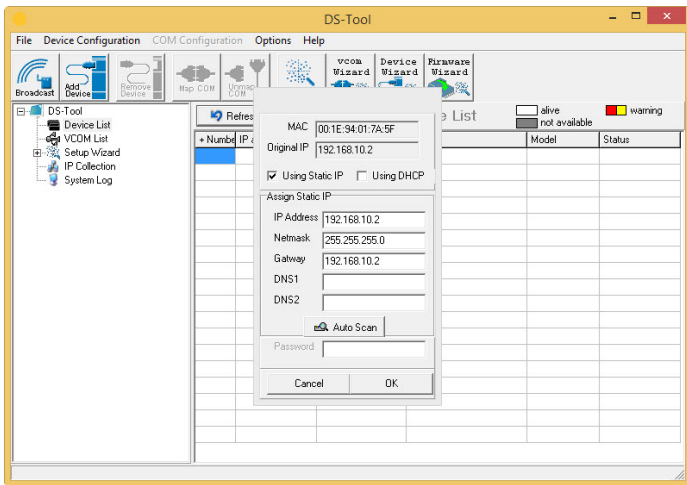 DS-Tool
File Device Configuration COM Configuration Options Help
Broadcast
Add Device
Remove Device
Map COM
Unmap COM
vcom Wizard
Device Wizard
Firmware Wizard
DS-Tool
Device List
VCOM List
Setup Wizard
IP Collection
System Log
Refres
List
alive
not available
warning
+ Numbe IP a Model Status
MAC 00:1E:94:01:7A:5F
Original IP 192.168.10.2
Using Static IP Using DHCP
Assign Static IP
IP Address 192.168.10.2
Netmask 255.255.255.0
Gatway 192.168.10.2
DNS1
DNS2
Auto Scan
Password
Cancel OK